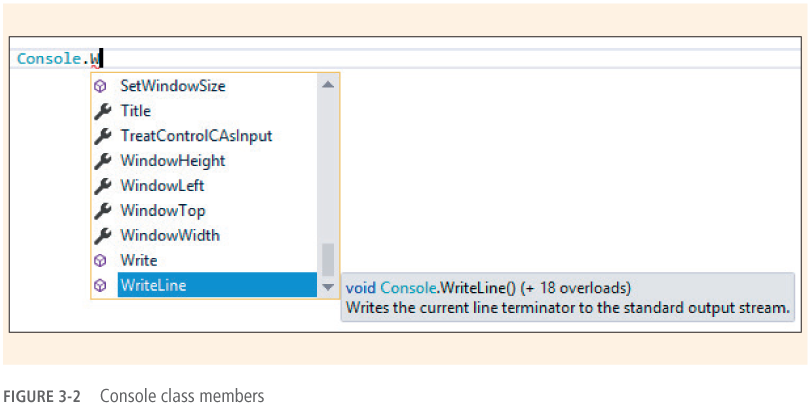 Console.W
SetWindowSize
Title
TreatControlCAsInput
WindowHeight
WindowLeft
WindowTop
WindowWidth
Write
WriteLine
void Console.WriteLine() (+ 18 overloads)
Writes the current line terminator to the standard output stream.
FIGURE 3-2 Console class members